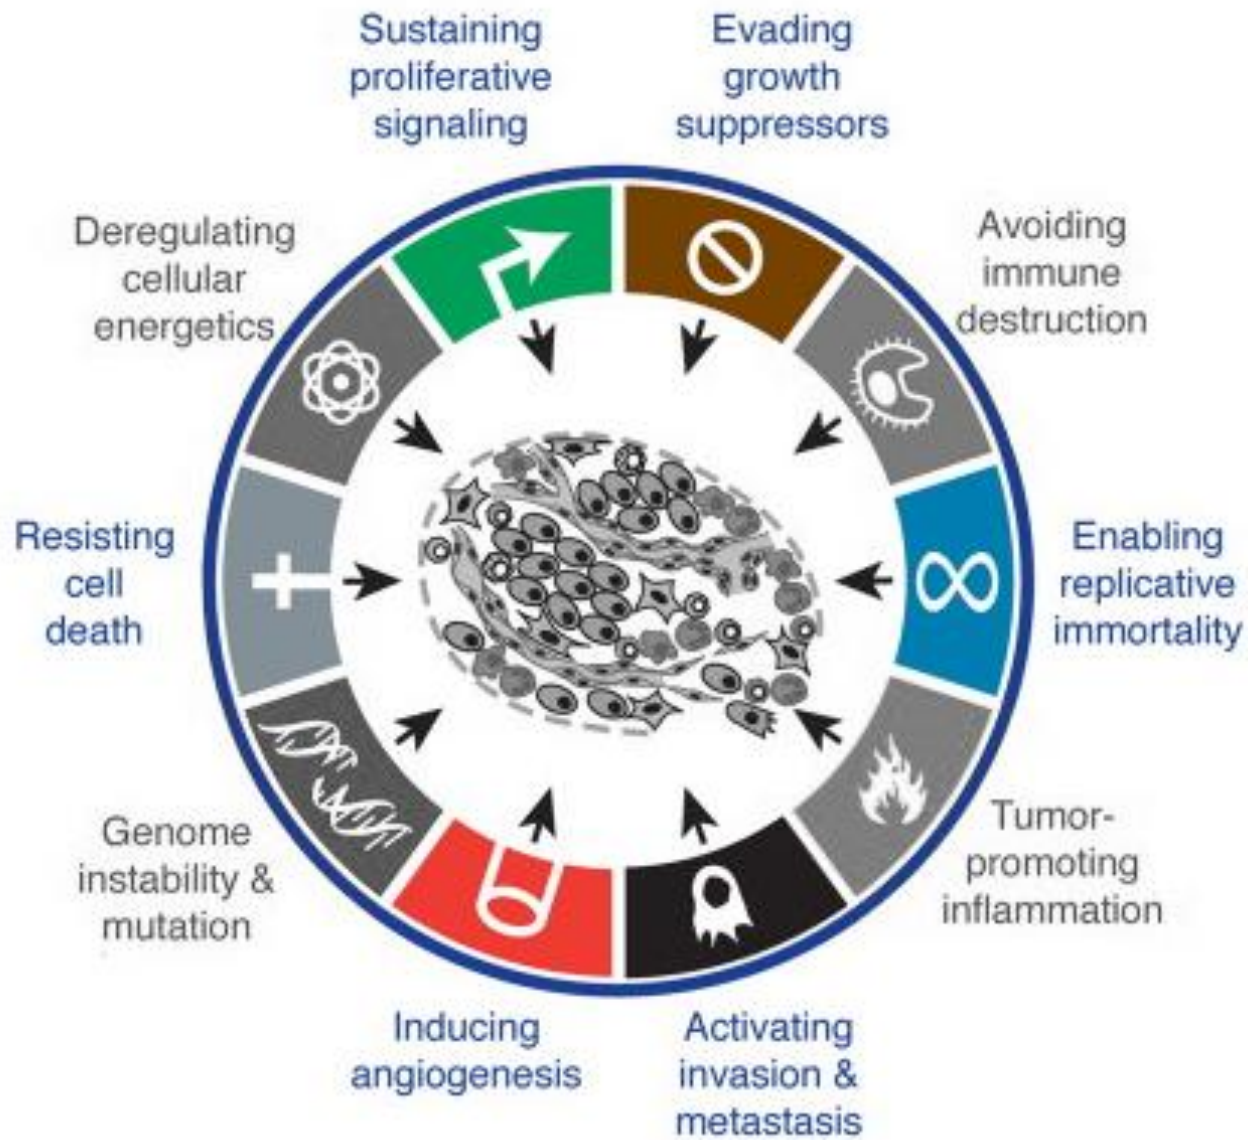 Sustaining
proliferative
signaling
Evading
growth
suppressors
Avoiding
immune
destruction
Enabling
replicative
immortality
Tumor-
promoting
inflammation
Activating
invasion &
metastasis
Inducing
angiogenesis
Genome
instability &
mutation
Resisting
cell
death
Deregulating
cellular
energetics